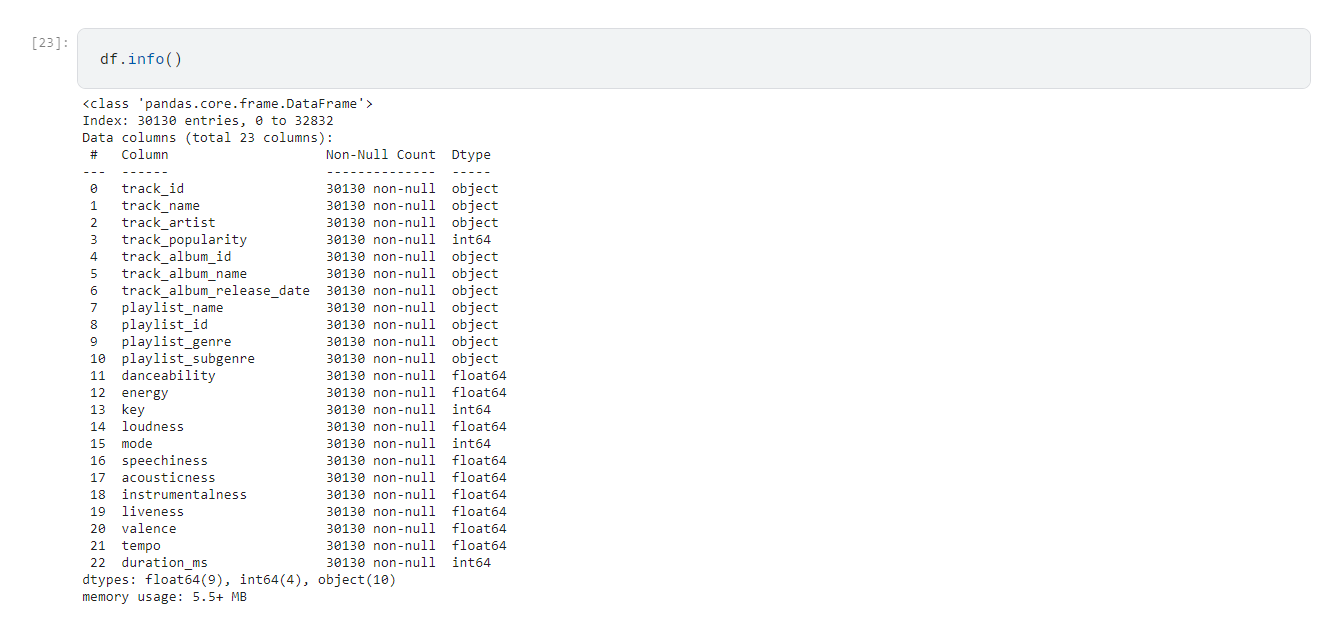 [23]:
df.info()
<class 'pandas.core.frame.DataFrame'>
Index: 30130 entries, 0 to 32832
Data columns (total 23 columns):
 #   Column                    Non-Null Count  Dtype
---  ------                    --------------  -----
 0   track_id                  30130 non-null  object
 1   track_name                30130 non-null  object
 2   track_artist              30130 non-null  object
 3   track_popularity          30130 non-null  int64
 4   track_album_id            30130 non-null  object
 5   track_album_name          30130 non-null  object
 6   track_album_release_date  30130 non-null  object
 7   playlist_name             30130 non-null  object
 8   playlist_id               30130 non-null  object
 9   playlist_genre            30130 non-null  object
 10  playlist_subgenre         30130 non-null  object
 11  danceability              30130 non-null  float64
 12  energy                    30130 non-null  float64
 13  key                       30130 non-null  int64
 14  loudness                  30130 non-null  float64
 15  mode                      30130 non-null  int64
 16  speechiness               30130 non-null  float64
 17  acousticness              30130 non-null  float64
 18  instrumentalness          30130 non-null  float64
 19  liveness                  30130 non-null  float64
 20  valence                   30130 non-null  float64
 21  tempo                     30130 non-null  float64
 22  duration_ms               30130 non-null  int64
dtypes: float64(9), int64(4), object(10)
memory usage: 5.5+ MB